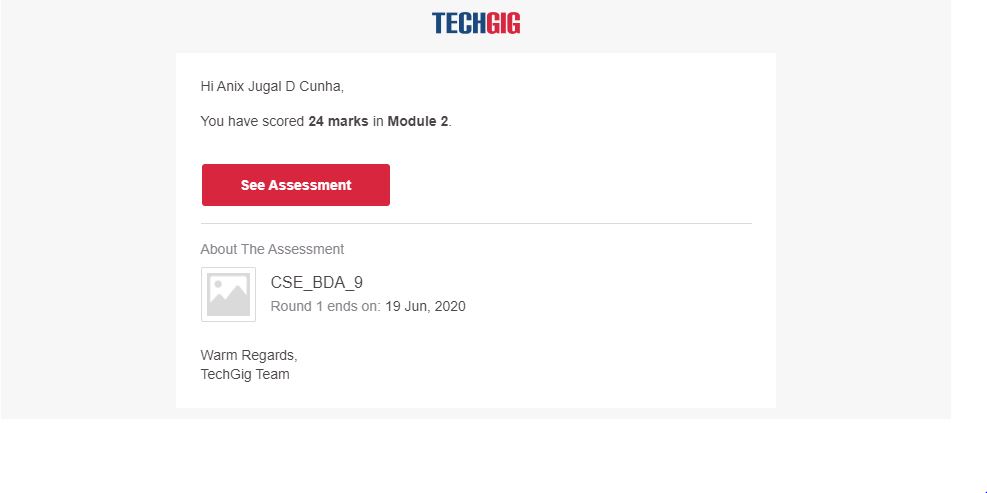 TECHGIG
Hi Anix Jugal D Cunha,
You have scored 24 marks in Module 2.
See Assessment
About The Assessment
CSE_BDA_9
Round 1 ends on: 19 Jun, 2020
Warm Regards,
TechGig Team